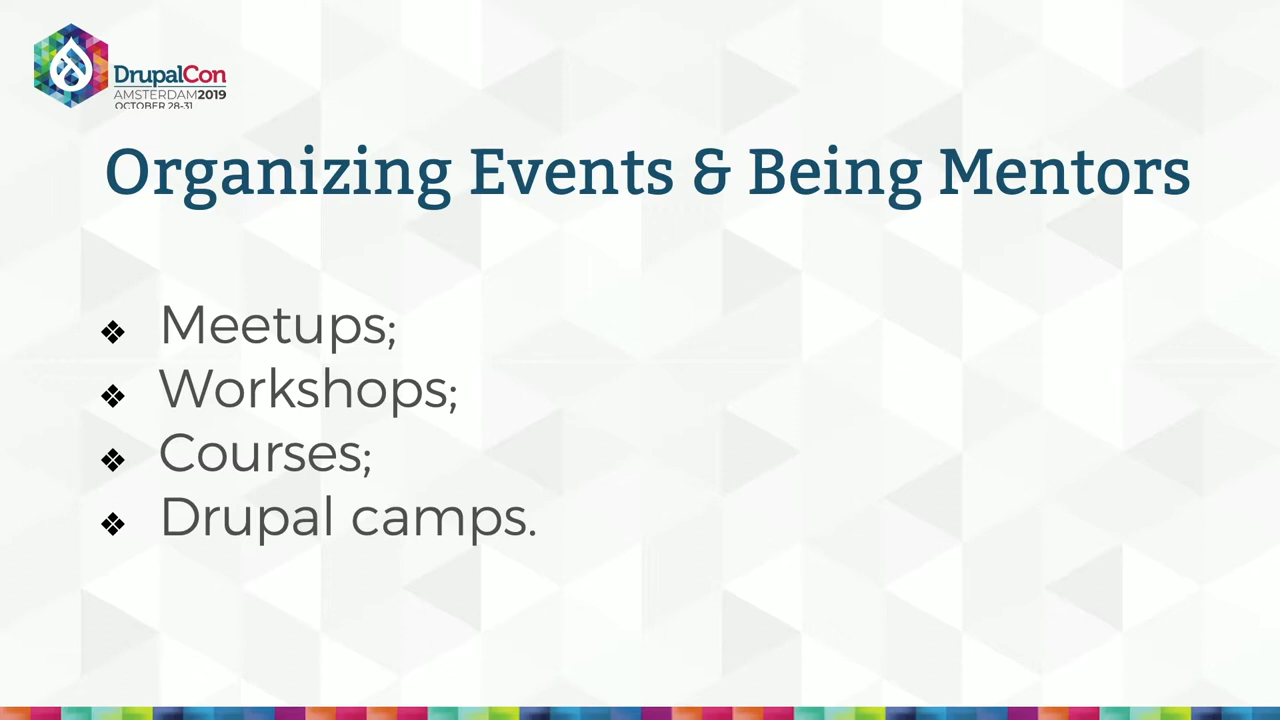 DrupalCon
AMSTERDAM2019
OCTOBER 28-31
Organizing Events & Being Mentors
❖ Meetups;
❖ Workshops;
❖ Courses;
❖ Drupal camps.